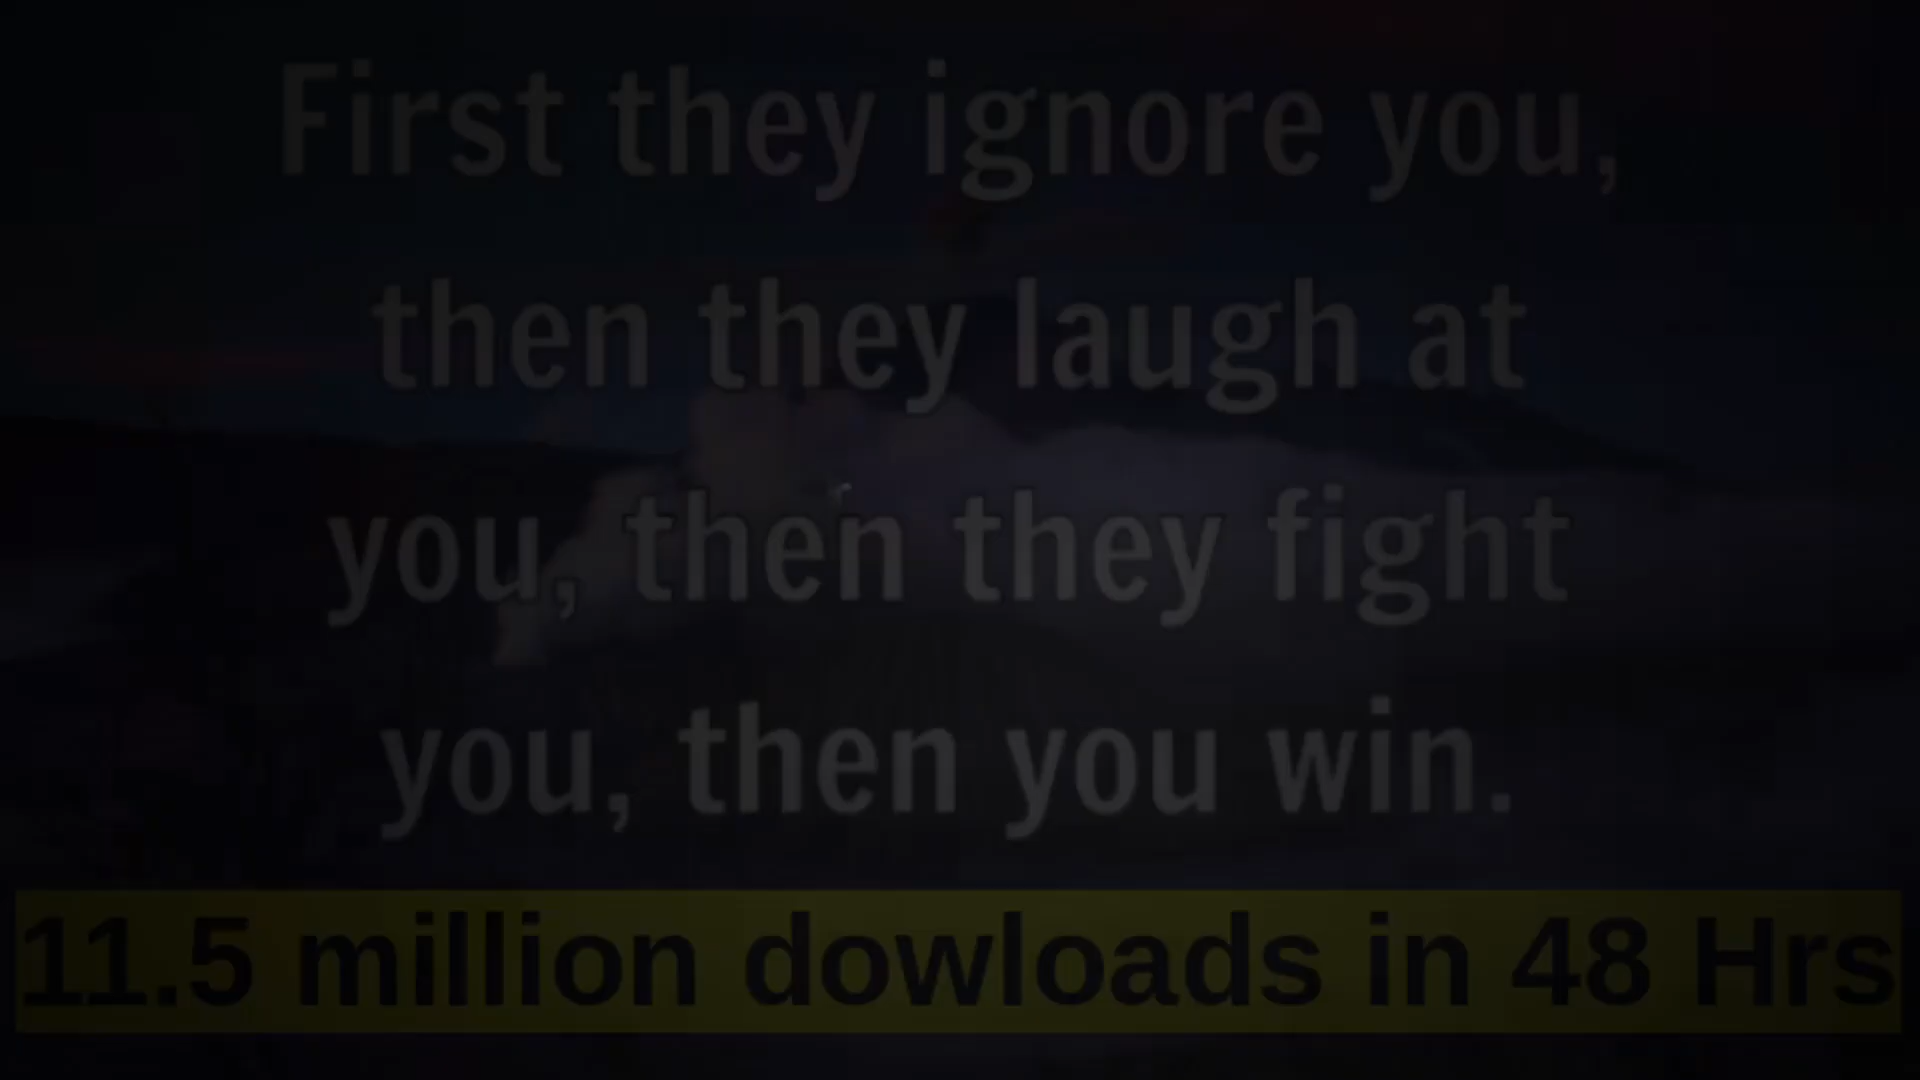 First they ignore you,
then they laugh at
you, then they fight
you, then you win.
11.5 million dowloads in 48 Hrs